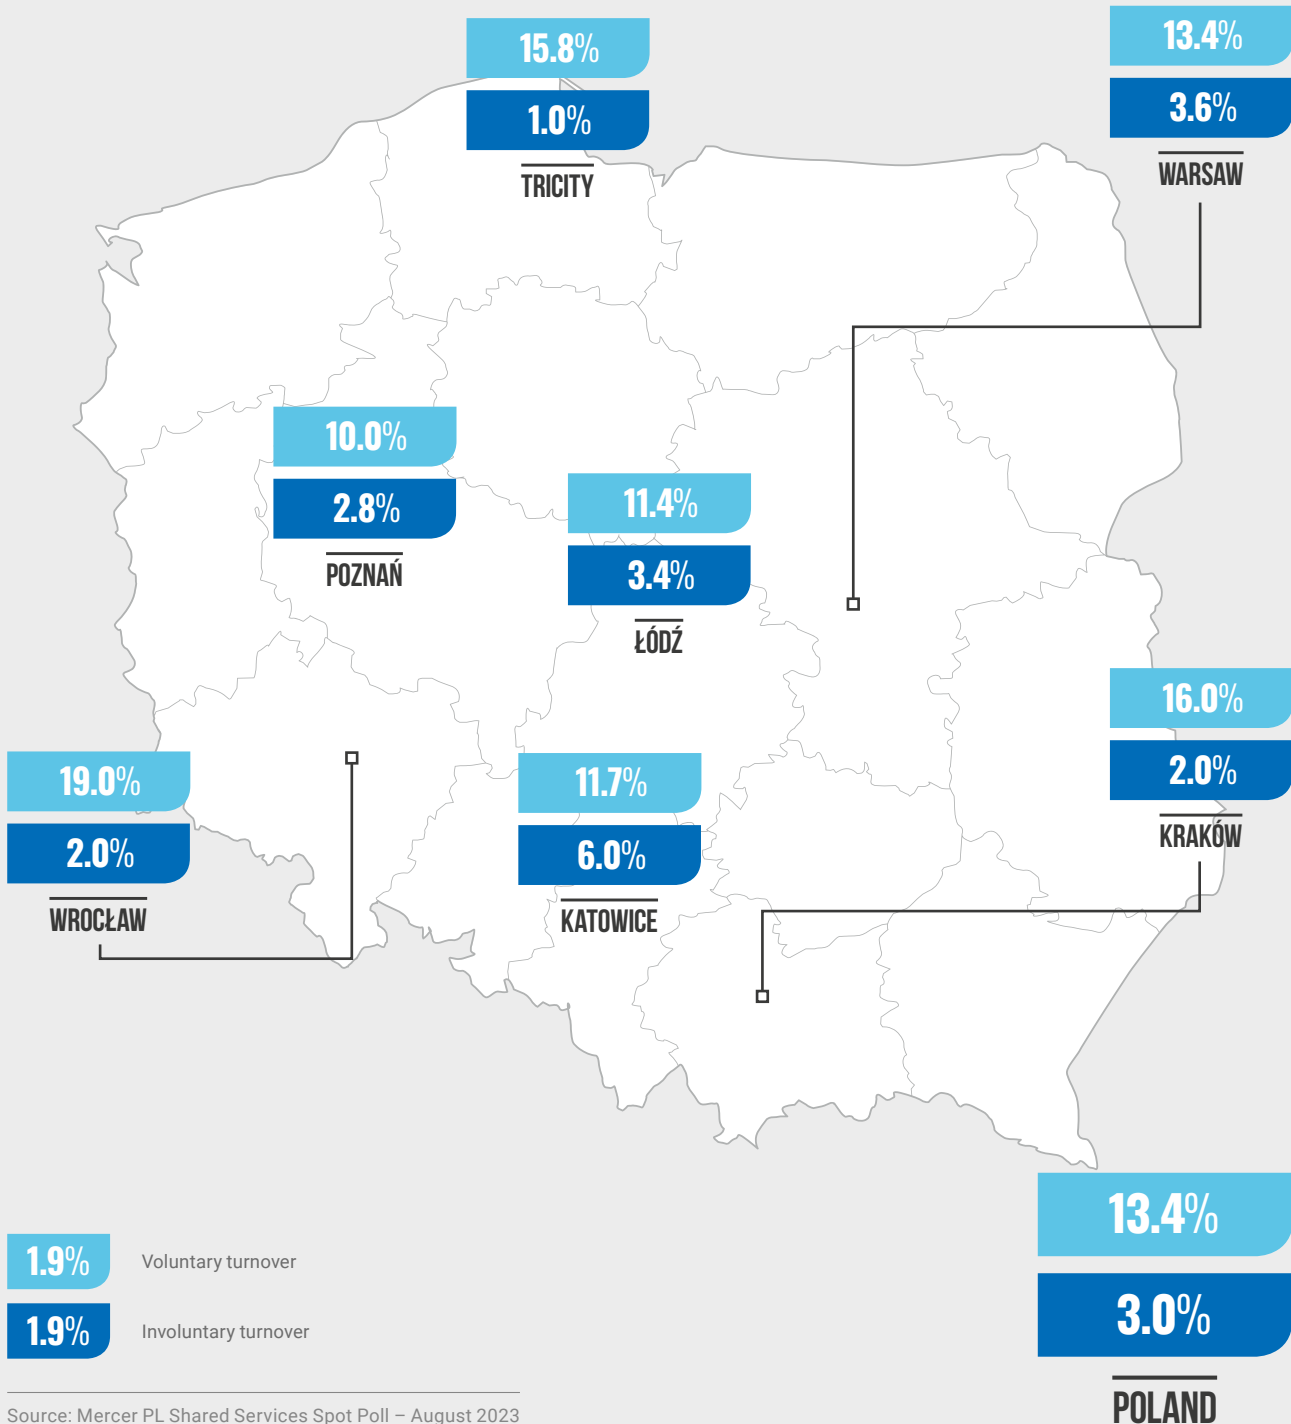 15.8%
1.0%
TRICITY
13.4%
3.6%
WARSAW
10.0%
2.8%
POZNAŃ
11.4%
3.4%
ŁÓDŹ
16.0%
2.0%
KRAKÓW
19.0%
2.0%
WROCŁAW
11.7%
6.0%
KATOWICE
13.4%
3.0%
POLAND
1.9% Voluntary turnover
1.9% Involuntary turnover
Source: Mercer PL Shared Services Spot Poll – August 2023